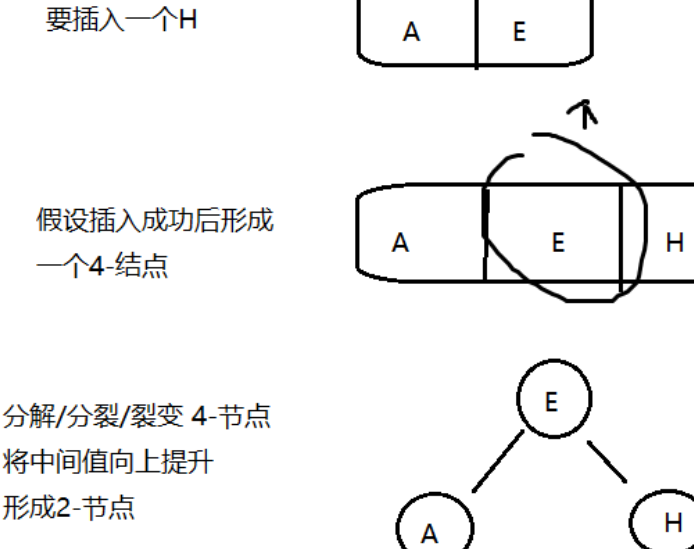 要插入一个H
A E
假设插入成功后形成
一个4-结点
A E H
分解/分裂/裂变 4-节点
将中间值向上提升
形成2-节点
E
A H